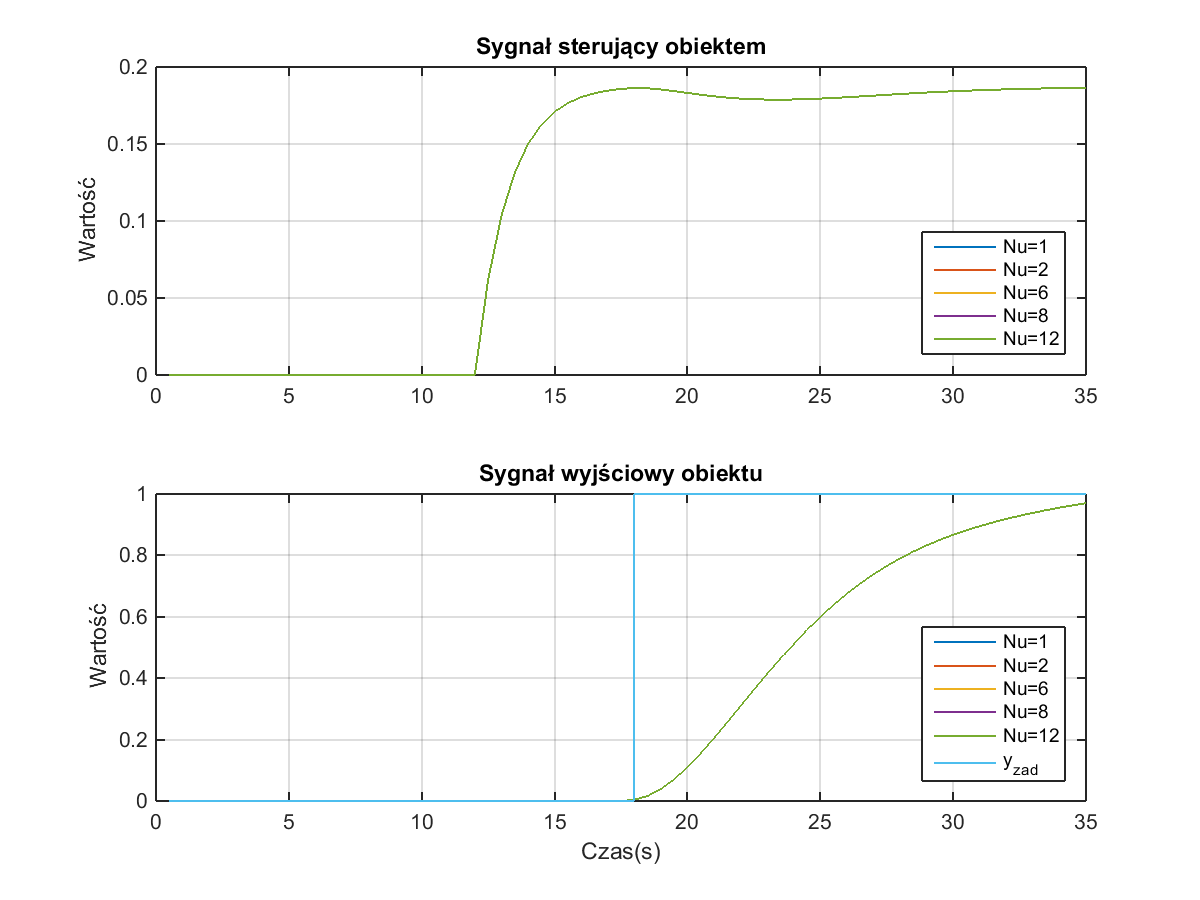 Sygnał sterujący obiektem
Wartość
0.2
0.15
0.1
0.05
0
0 5 10 15 20 25 30 35
Nu=1
Nu=2
Nu=6
Nu=8
Nu=12
Sygnał wyjściowy obiektu
Wartość
1
0.8
0.6
0.4
0.2
0
0 5 10 15 20 25 30 35
Czas(s)
Nu=1
Nu=2
Nu=6
Nu=8
Nu=12
y_zad